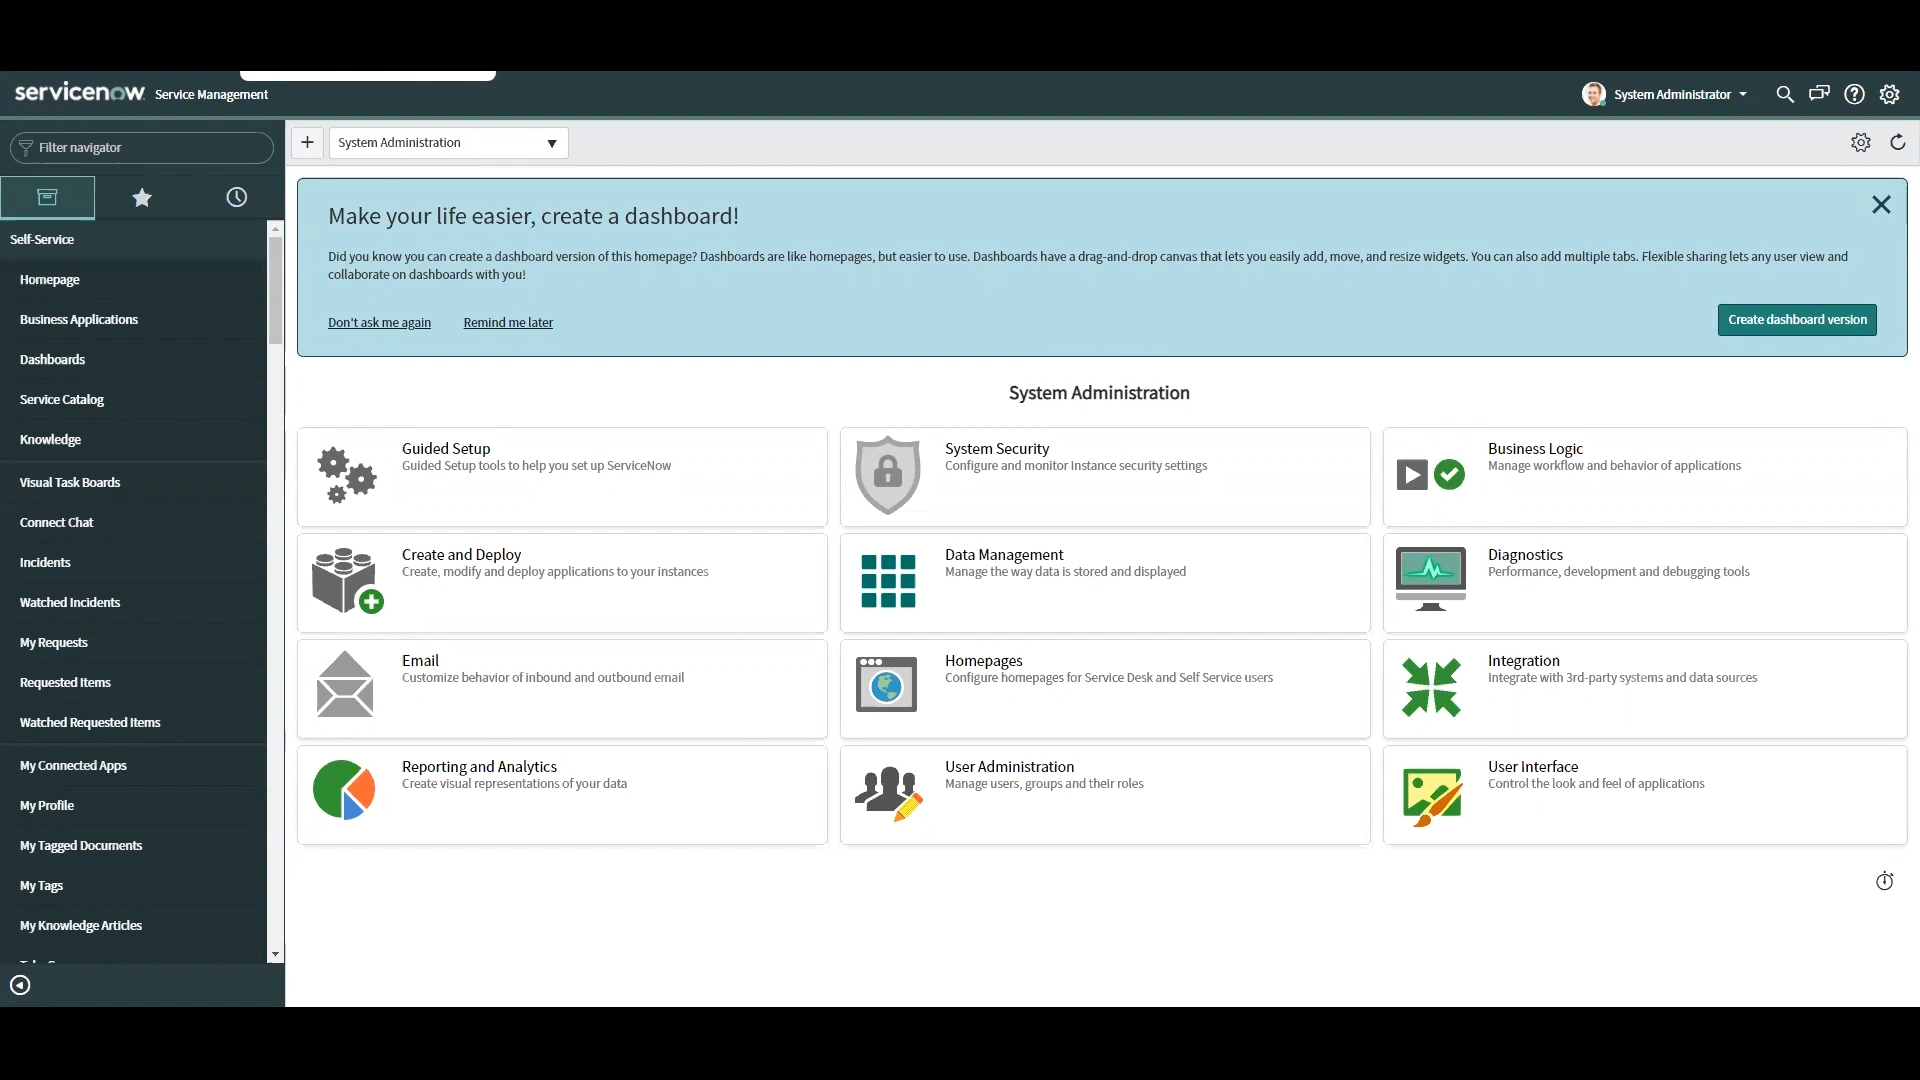 servicenow Service Management
System Administrator
Filter navigator
System Administration
Self-Service
Homepage
Business Applications
Dashboards
Service Catalog
Knowledge
Visual Task Boards
Connect Chat
Incidents
Watched Incidents
My Requests
Requested Items
Watched Requested Items
My Connected Apps
My Profile
My Tagged Documents
My Tags
My Knowledge Articles
Make your life easier, create a dashboard!
Did you know you can create a dashboard version of this homepage? Dashboards are like homepages, but easier to use. Dashboards have a drag-and-drop canvas that lets you easily add, move, and resize widgets. You can also add multiple tabs. Flexible sharing lets any user view and
collaborate on dashboards with you!
Don't ask me again
Remind me later
Create dashboard version
System Administration
Guided Setup
Guided Setup tools to help you set up ServiceNow
System Security
Configure and monitor Instance security settings
Business Logic
Manage workflow and behavior of applications
Create and Deploy
Create, modify and deploy applications to your instances
Data Management
Manage the way data is stored and displayed
Diagnostics
Performance, development and debugging tools
Email
Customize behavior of inbound and outbound email
Homepages
Configure homepages for Service Desk and Self Service users
Integration
Integrate with 3rd-party systems and data sources
Reporting and Analytics
Create visual representations of your data
User Administration
Manage users, groups and their roles
User Interface
Control the look and feel of applications